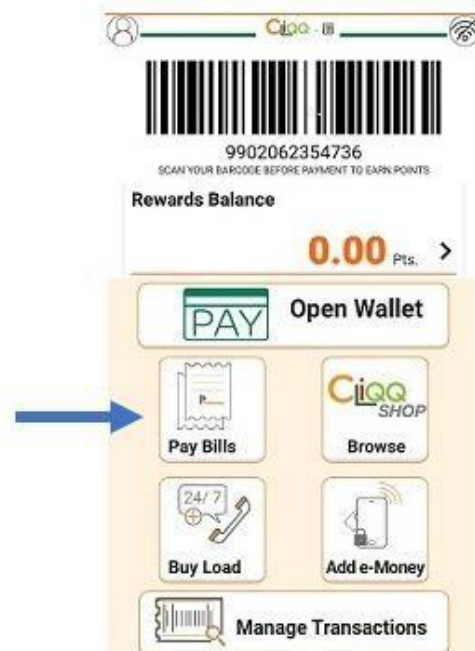 CLiQQ
9902062354736
SCAN YOUR BARCODE BEFORE PAYMENT TO EARN POINTS
Rewards Balance
0.00 Pts. >
PAY Open Wallet
P
CLiQQ
SHOP
Pay Bills
Browse
24/7
Buy Load
Add e-Money
Manage Transactions